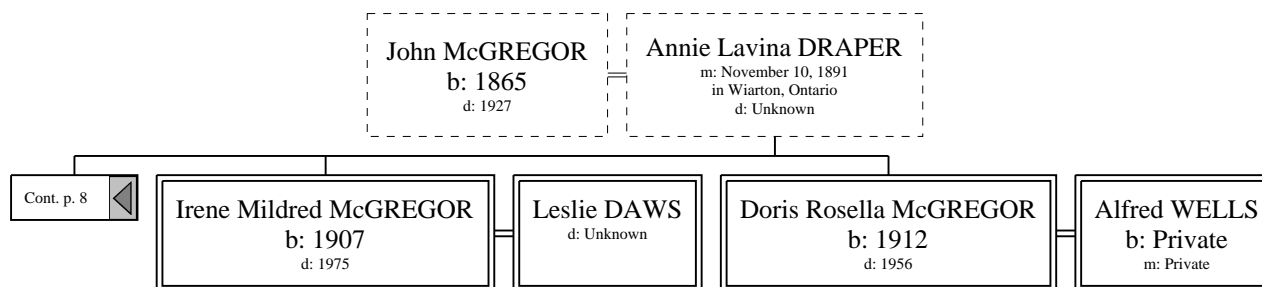 John McGREGOR
b: 1865
d: 1927
Annie Lavina DRAPER
m: November 10, 1891
in Wiarton, Ontario
d: Unknown
Cont. p. 8
Irene Mildred McGREGOR
b: 1907
d: 1975
Leslie DAWS
d: Unknown
Doris Rosella McGREGOR
b: 1912
d: 1956
Alfred WELLS
b: Private
m: Private